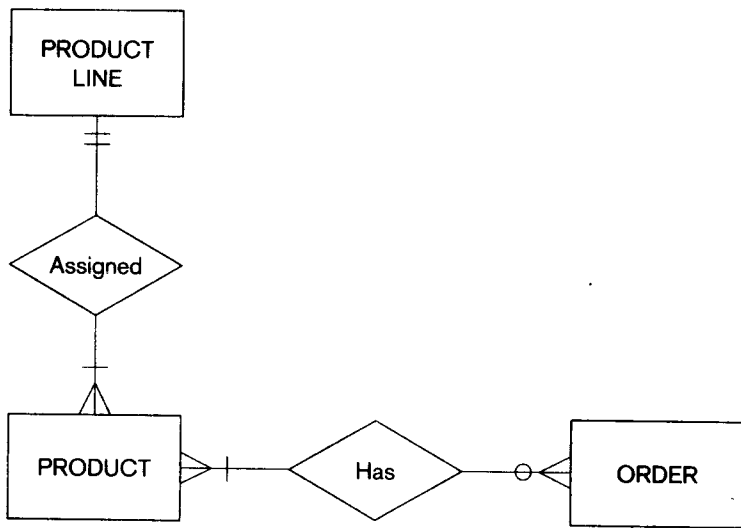 PRODUCT
LINE
Assigned
PRODUCT
Has
ORDER